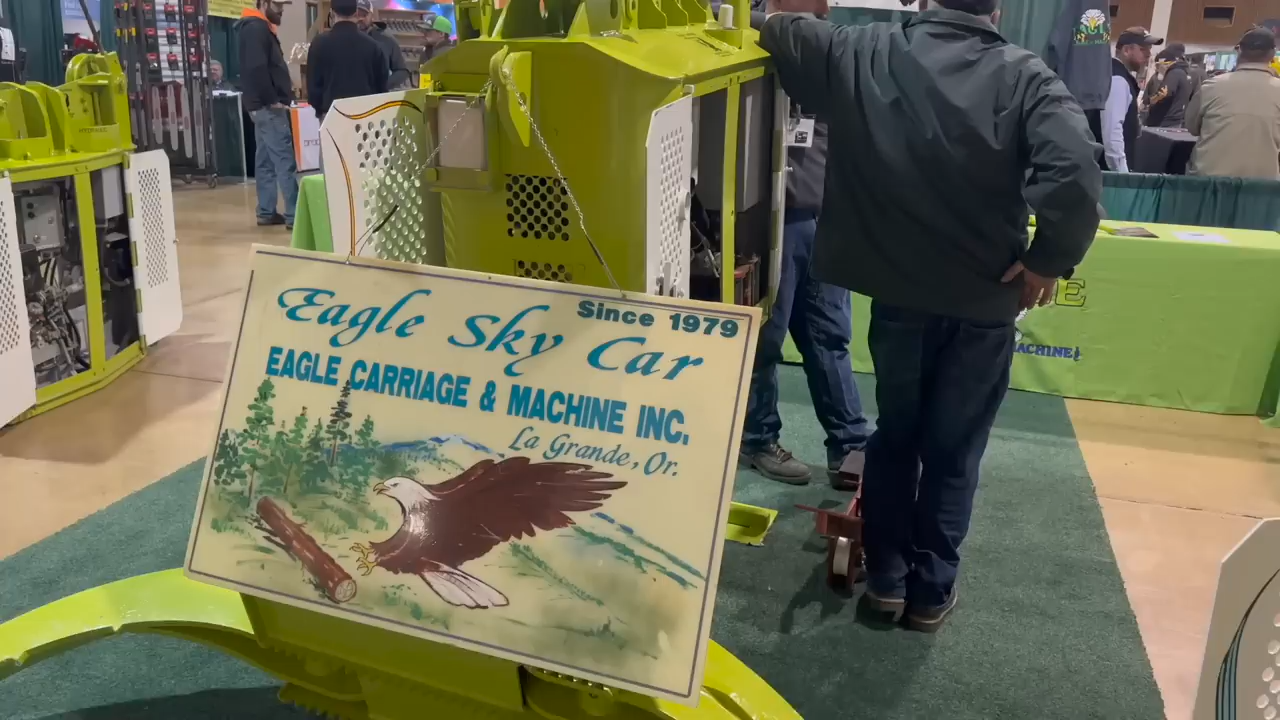 Since 1979
Eagle Sky Car
EAGLE CARRIAGE & MACHINE INC.
La Grande, Or.
MACHINE